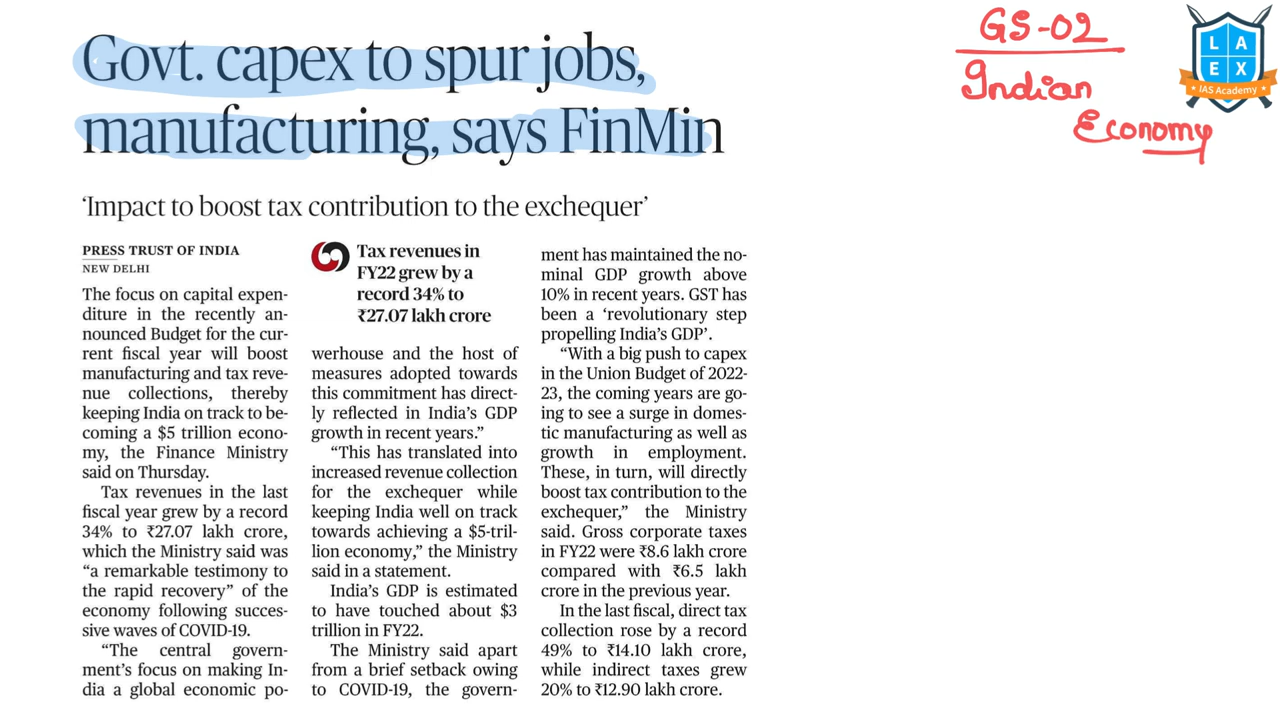 Govt. capex to spur jobs,
manufacturing, says FinMin
‘Impact to boost tax contribution to the exchequer’
PRESS TRUST OF INDIA
NEW DELHI
The focus on capital expen-
diture in the recently an-
nounced Budget for the cur-
rent fiscal year will boost
manufacturing and tax reve-
nue collections, thereby
keeping India on track to be-
coming a $5 trillion econo-
my, the Finance Ministry
said on Thursday.
Tax revenues in the last
fiscal year grew by a record
34% to ₹27.07 lakh crore,
which the Ministry said was
“a remarkable testimony to
the rapid recovery” of the
economy following succes-
sive waves of COVID-19.
“The central govern-
ment’s focus on making In-
dia a global economic po-
Tax revenues in
FY22 grew by a
record 34% to
₹27.07 lakh crore
werhouse and the host of
measures adopted towards
this commitment has direct-
ly reflected in India’s GDP
growth in recent years.”
“This has translated into
increased revenue collection
for the exchequer while
keeping India well on track
towards achieving a $5-tril-
lion economy,” the Ministry
said in a statement.
India’s GDP is estimated
to have touched about $3
trillion in FY22.
The Ministry said apart
from a brief setback owing
to COVID-19, the govern-
ment has maintained the no-
minal GDP growth above
10% in recent years. GST has
been a ‘revolutionary step
propelling India’s GDP’.
“With a big push to capex
in the Union Budget of 2022-
23, the coming years are go-
ing to see a surge in domes-
tic manufacturing as well as
growth in employment.
These, in turn, will directly
boost tax contribution to the
exchequer,” the Ministry
said. Gross corporate taxes
in FY22 were ₹8.6 lakh crore
compared with ₹6.5 lakh
crore in the previous year.
In the last fiscal, direct tax
collection rose by a record
49% to ₹14.10 lakh crore,
while indirect taxes grew
20% to ₹12.90 lakh crore.
GS-02
Indian
Economy
L A
E X
IAS Academy